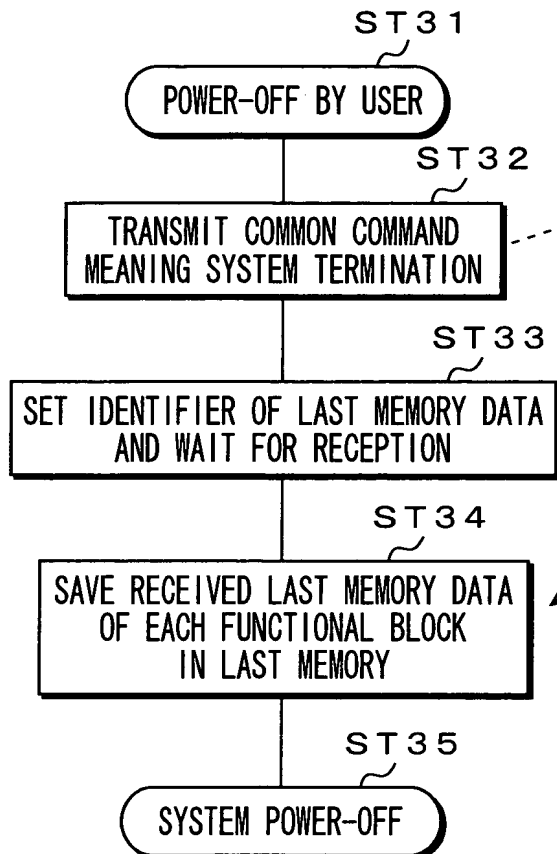 ST31
POWER-OFF BY USER
ST32
TRANSMIT COMMON COMMAND
MEANING SYSTEM TERMINATION
ST33
SET IDENTIFIER OF LAST MEMORY DATA
AND WAIT FOR RECEPTION
ST34
SAVE RECEIVED LAST MEMORY DATA
OF EACH FUNCTIONAL BLOCK
IN LAST MEMORY
ST35
SYSTEM POWER-OFF